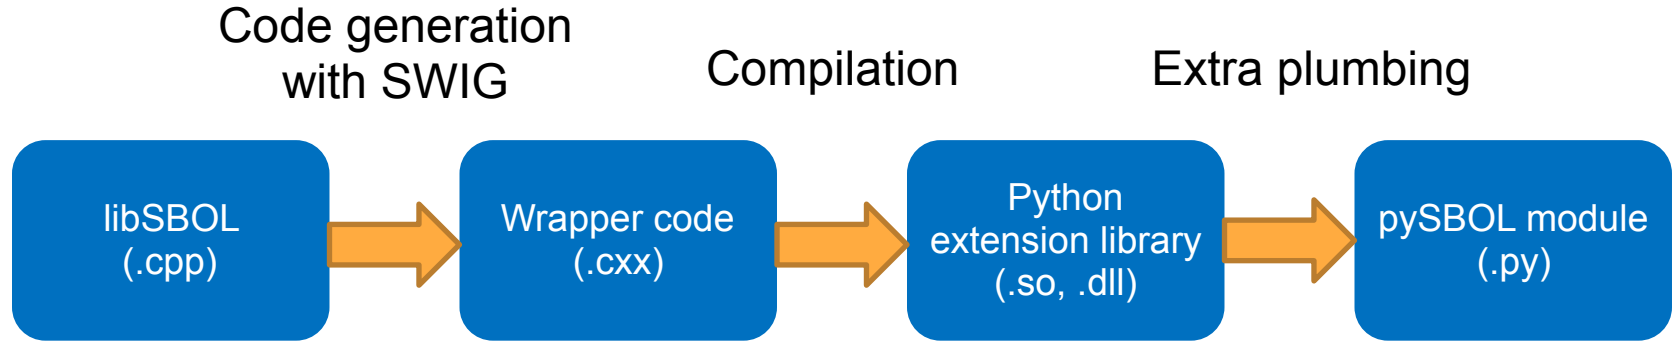 Code generation
with SWIG
Compilation
Extra plumbing
libSBOL
(.cpp)
Wrapper code
(.cxx)
Python
extension library
(.so, .dll)
pySBOL module
(.py)